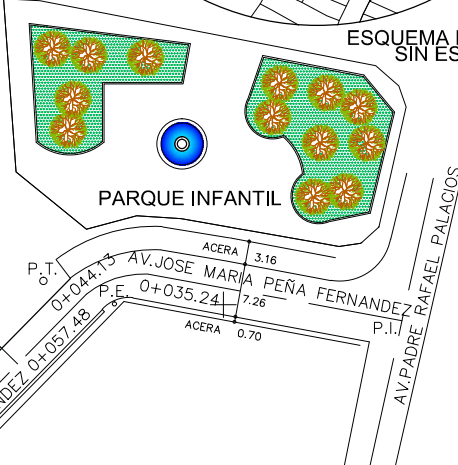 ESQUEMA
SIN ES
PARQUE INFANTIL
ACERA 3.16
P.T.
0+044.13
AV.JOSE MARIA PEÑA FERNANDEZ
P.E. 0+035.24
7.26
P.I.
ACERA 0.70
0+057.48
AV.PADRE RAFAEL PALACIOS